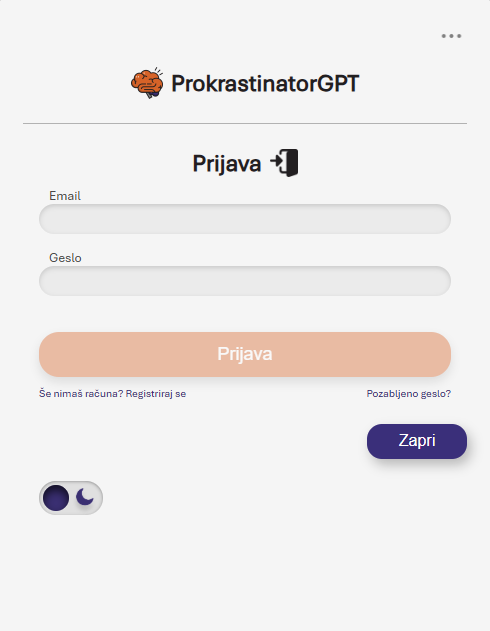 ProkrastinatorGPT
Prijava
Email
Geslo
Prijava
Še nimaš računa? Registriraj se
Pozabljeno geslo?
Zapri